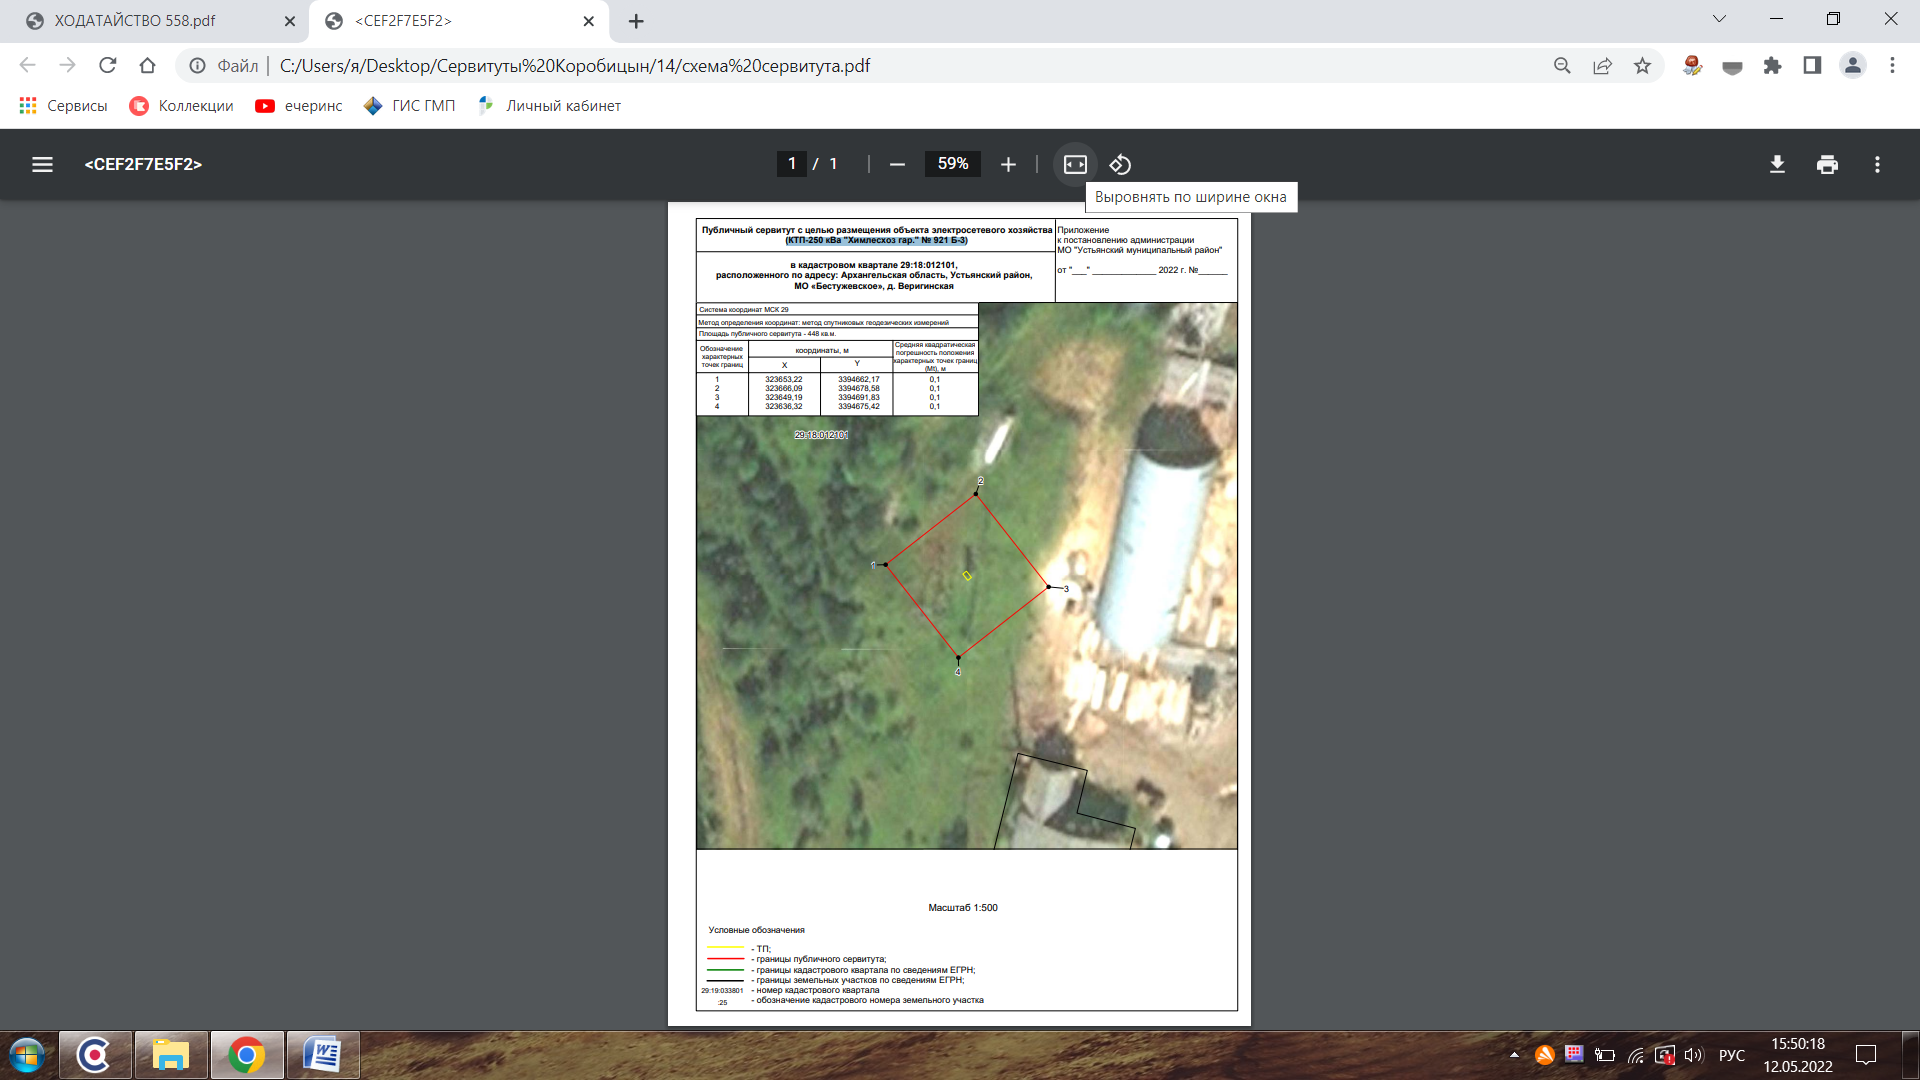 ХОДАТАЙСТВО 558.pdf
<CEF2F7E5F2>
Файл
C:/Users/я/Desktop/Сервитуты%20Коробицын/14/схема%20сервитута.pdf
Сервисы
Коллекции
ечеринс
ГИС ГМП
Личный кабинет
<CEF2F7E5F2>
1 / 1
59%
Выровнять по ширине окна
Публичный сервитут с целью размещения объекта электросетевого хозяйства
(КТП-250 кВа "Химлесхоз гар." № 921 Б-3)
в кадастровом квартале 29:18:012101,
расположенного по адресу: Архангельская область, Устьянский район,
МО «Бестужевское», д. Веригинская
Приложение
к постановлению администрации
МО "Устьянский муниципальный район"
от "___" _____________ 2022 г. №______
Система координат МСК 29
Метод определения координат: метод спутниковых геодезических измерений
Площадь публичного сервитута - 448 кв.м.
Обозначение характерных точек границ
координаты, м
X
Y
Средняя квадратическая погрешность положения характерных точек границ (Mt), м
1 323653,22 3394662,17 0,1
2 323666,09 3394678,58 0,1
3 323649,19 3394691,83 0,1
4 323636,32 3394675,42 0,1
29:18:012101
2
1
3
4
Масштаб 1:500
Условные обозначения
- ТП;
- границы публичного сервитута;
- границы кадастрового квартала по сведениям ЕГРН;
- границы земельных участков по сведениям ЕГРН;
29:19:033801 - номер кадастрового квартала
:25 - обозначение кадастрового номера земельного участка
РУС
15:50:18
12.05.2022